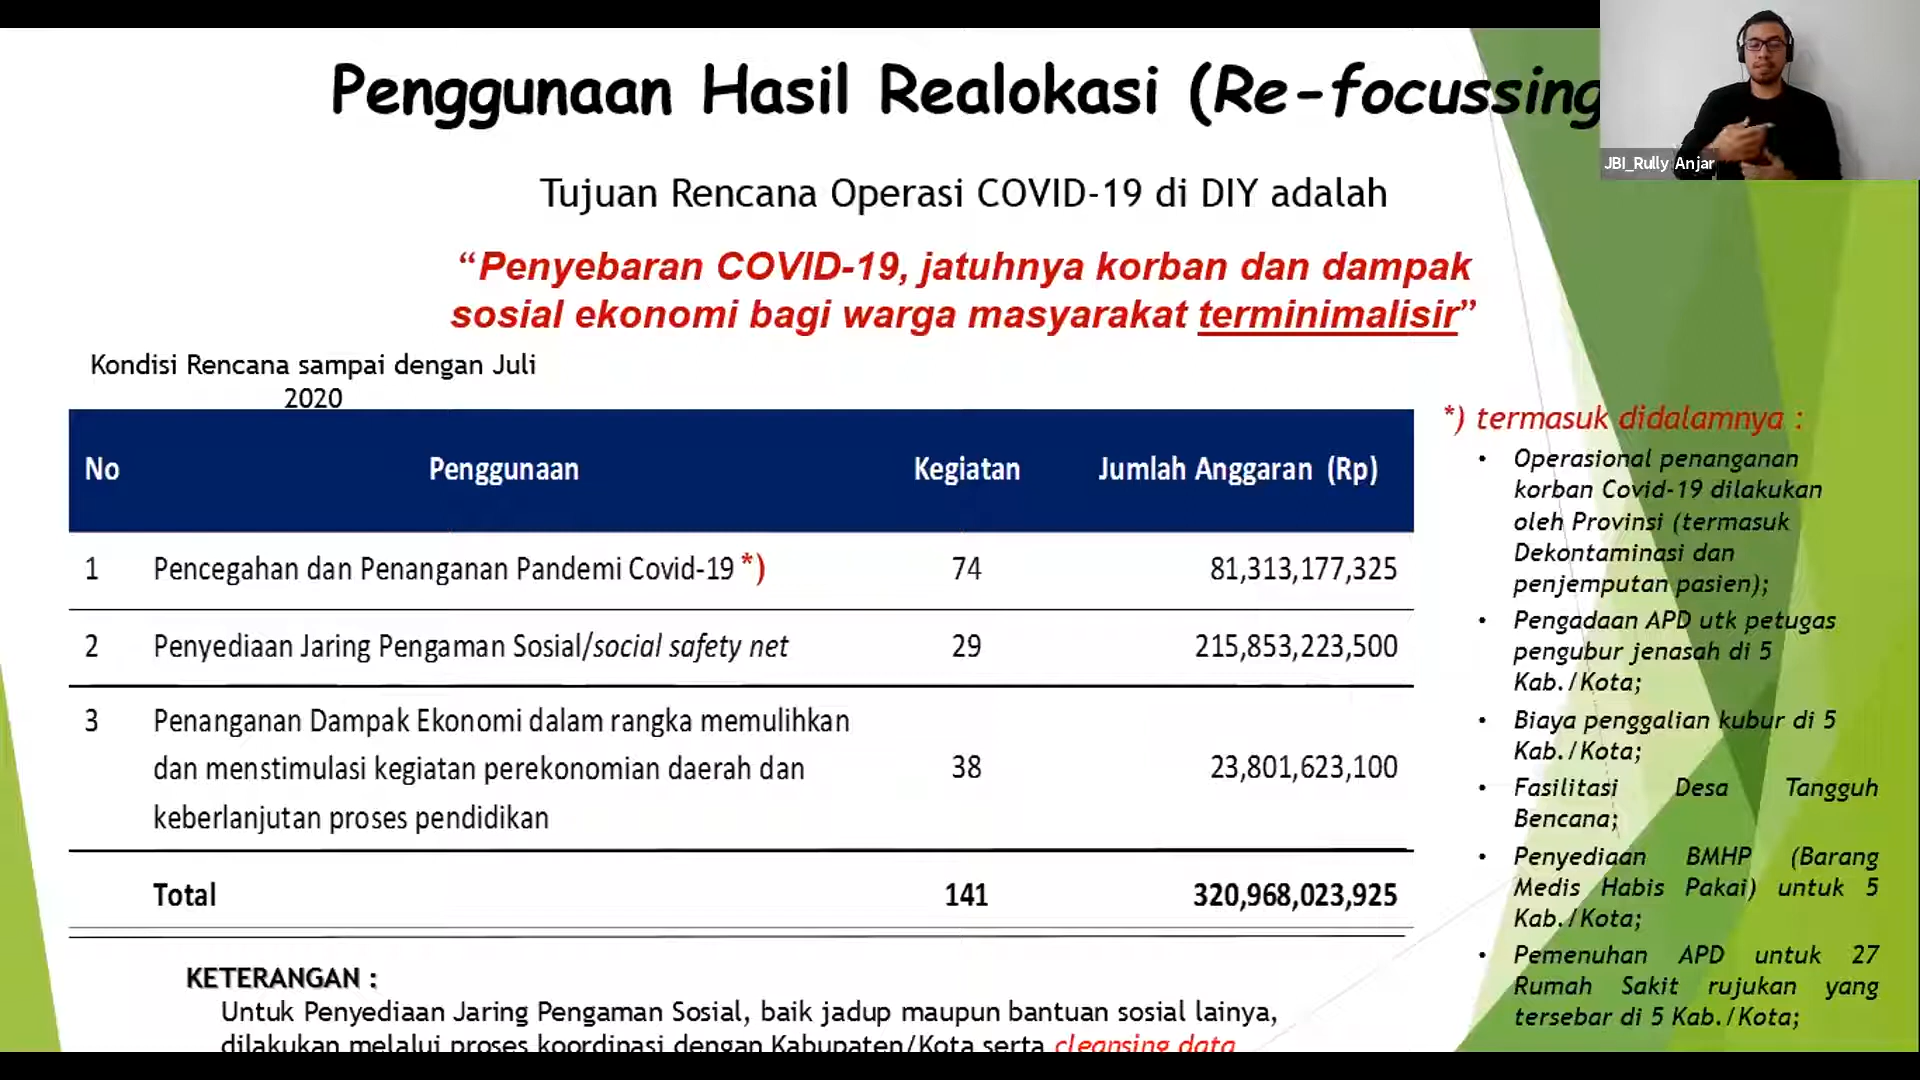 Penggunaan Hasil Realokasi (Re-focussing
JBI_Rully Anjar
Tujuan Rencana Operasi COVID-19 di DIY adalah
“Penyebaran COVID-19, jatuhnya korban dan dampak
sosial ekonomi bagi warga masyarakat terminimalisir”
Kondisi Rencana sampai dengan Juli
2020
No Penggunaan Kegiatan Jumlah Anggaran (Rp)
1 Pencegahan dan Penanganan Pandemi Covid-19 *) 74 81,313,177,325
2 Penyediaan Jaring Pengaman Sosial/social safety net 29 215,853,223,500
3 Penanganan Dampak Ekonomi dalam rangka memulihkan
dan menstimulasi kegiatan perekonomian daerah dan 38 23,801,623,100
keberlanjutan proses pendidikan
Total 141 320,968,023,925
KETERANGAN :
Untuk Penyediaan Jaring Pengaman Sosial, baik jadup maupun bantuan sosial lainya,
dilakukan melalui proses koordinasi dengan Kabupaten/Kota serta cleansing data
*) termasuk didalamnya :
• Operasional penanganan
korban Covid-19 dilakukan
oleh Provinsi (termasuk
Dekontaminasi dan
penjemputan pasien);
• Pengadaan APD utk petugas
pengubur jenasah di 5
Kab./Kota;
• Biaya penggalian kubur di 5
Kab./Kota;
• Fasilitasi Desa Tangguh
Bencana;
• Penyediaan BMHP (Barang
Medis Habis Pakai) untuk 5
Kab./Kota;
• Pemenuhan APD untuk 27
Rumah Sakit rujukan yang
tersebar di 5 Kab./Kota;